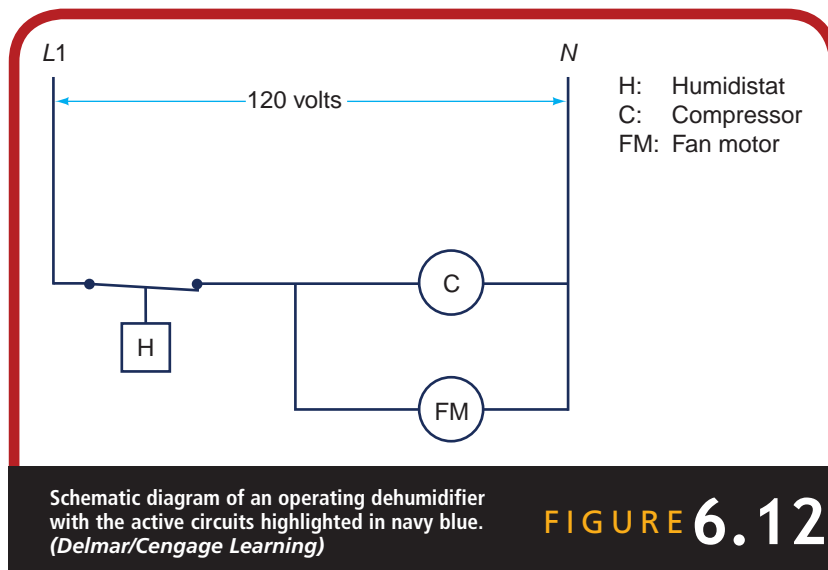 L1
N
120 volts
H: Humidistat
C: Compressor
FM: Fan motor
C
H
FM
Schematic diagram of an operating dehumidifier
with the active circuits highlighted in navy blue.
(Delmar/Cengage Learning)
FIGURE 6.12